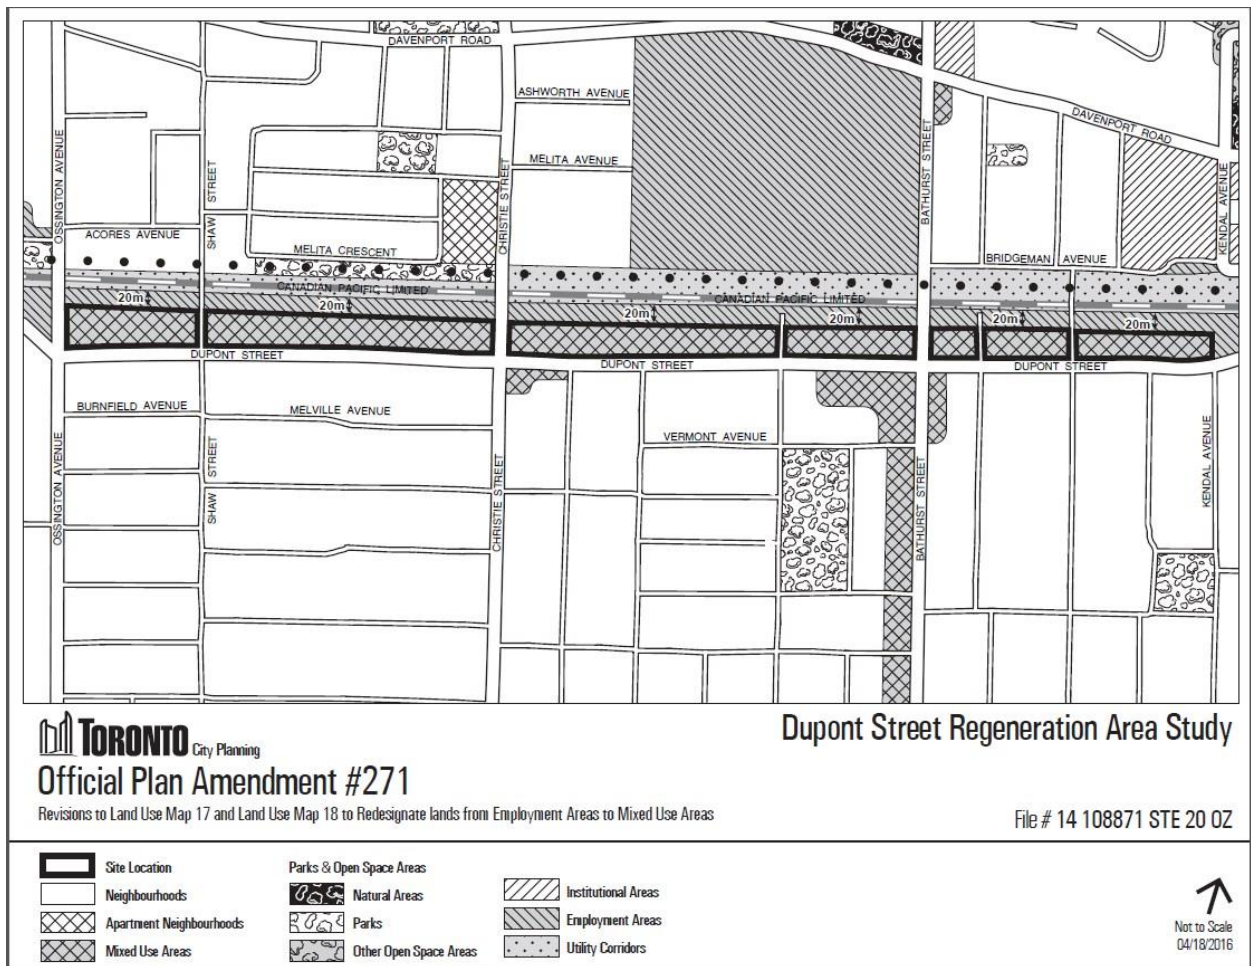 DAVENPORT ROAD
ASHWORTH AVENUE
DAVENPORT ROAD
OSSINGTON AVENUE
SHAW STREET
MELITA AVENUE
CHRISTIE STREET
BATHURST STREET
KENDAL AVENUE
ACORES AVENUE
MELITA CRESCENT
BRIDGEMAN AVENUE
CANADIAN PACIFIC LIMITED
CANADIAN PACIFIC LIMITED
20m
20m
20m
20m
20m
20m
DUPONT STREET
DUPONT STREET
DUPONT STREET
BURNFIELD AVENUE
MELVILLE AVENUE
VERMONT AVENUE
OSSINGTON AVENUE
SHAW STREET
CHRISTIE STREET
BATHURST STREET
KENDAL AVENUE
TORONTO City Planning
Dupont Street Regeneration Area Study
Official Plan Amendment #271
Revisions to Land Use Map 17 and Land Use Map 18 to Redesignate lands from Employment Areas to Mixed Use Areas
File # 14 108871 STE 20 OZ
Site Location
Neighbourhoods
Apartment Neighbourhoods
Mixed Use Areas
Parks & Open Space Areas
Natural Areas
Parks
Other Open Space Areas
Institutional Areas
Employment Areas
Utility Corridors
Not to Scale
04/18/2016